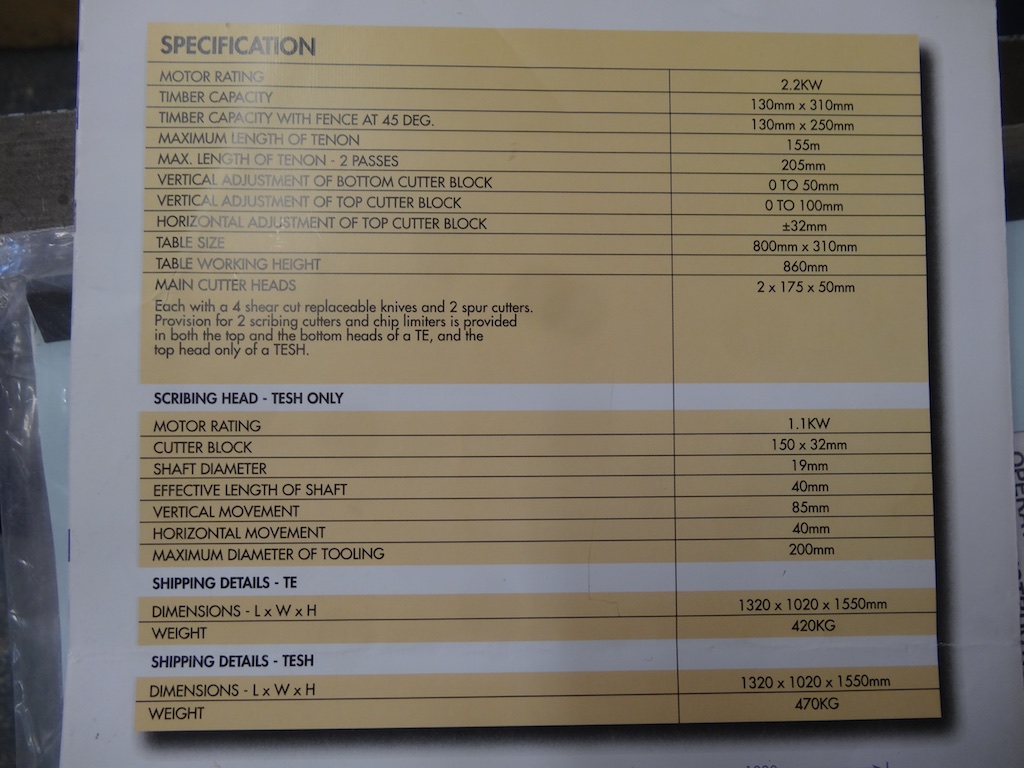 SPECIFICATION
MOTOR RATING 2.2KW
TIMBER CAPACITY 130mm x 310mm
TIMBER CAPACITY WITH FENCE AT 45 DEG. 130mm x 250mm
MAXIMUM LENGTH OF TENON 155m
MAX. LENGTH OF TENON - 2 PASSES 205mm
VERTICAL ADJUSTMENT OF BOTTOM CUTTER BLOCK 0 TO 50mm
VERTICAL ADJUSTMENT OF TOP CUTTER BLOCK 0 TO 100mm
HORIZONTAL ADJUSTMENT OF TOP CUTTER BLOCK ±32mm
TABLE SIZE 800mm x 310mm
TABLE WORKING HEIGHT 860mm
MAIN CUTTER HEADS 2 x 175 x 50mm
Each with a 4 shear cut replaceable knives and 2 spur cutters.
Provision for 2 scribing cutters and chip limiters is provided
in both the top and the bottom heads of a TE, and the
top head only of a TESH.
SCRIBING HEAD - TESH ONLY
MOTOR RATING 1.1KW
CUTTER BLOCK 150 x 32mm
SHAFT DIAMETER 19mm
EFFECTIVE LENGTH OF SHAFT 40mm
VERTICAL MOVEMENT 85mm
HORIZONTAL MOVEMENT 40mm
MAXIMUM DIAMETER OF TOOLING 200mm
SHIPPING DETAILS - TE
DIMENSIONS - L x W x H 1320 x 1020 x 1550mm
WEIGHT 420KG
SHIPPING DETAILS - TESH
DIMENSIONS - L x W x H 1320 x 1020 x 1550mm
WEIGHT 470KG